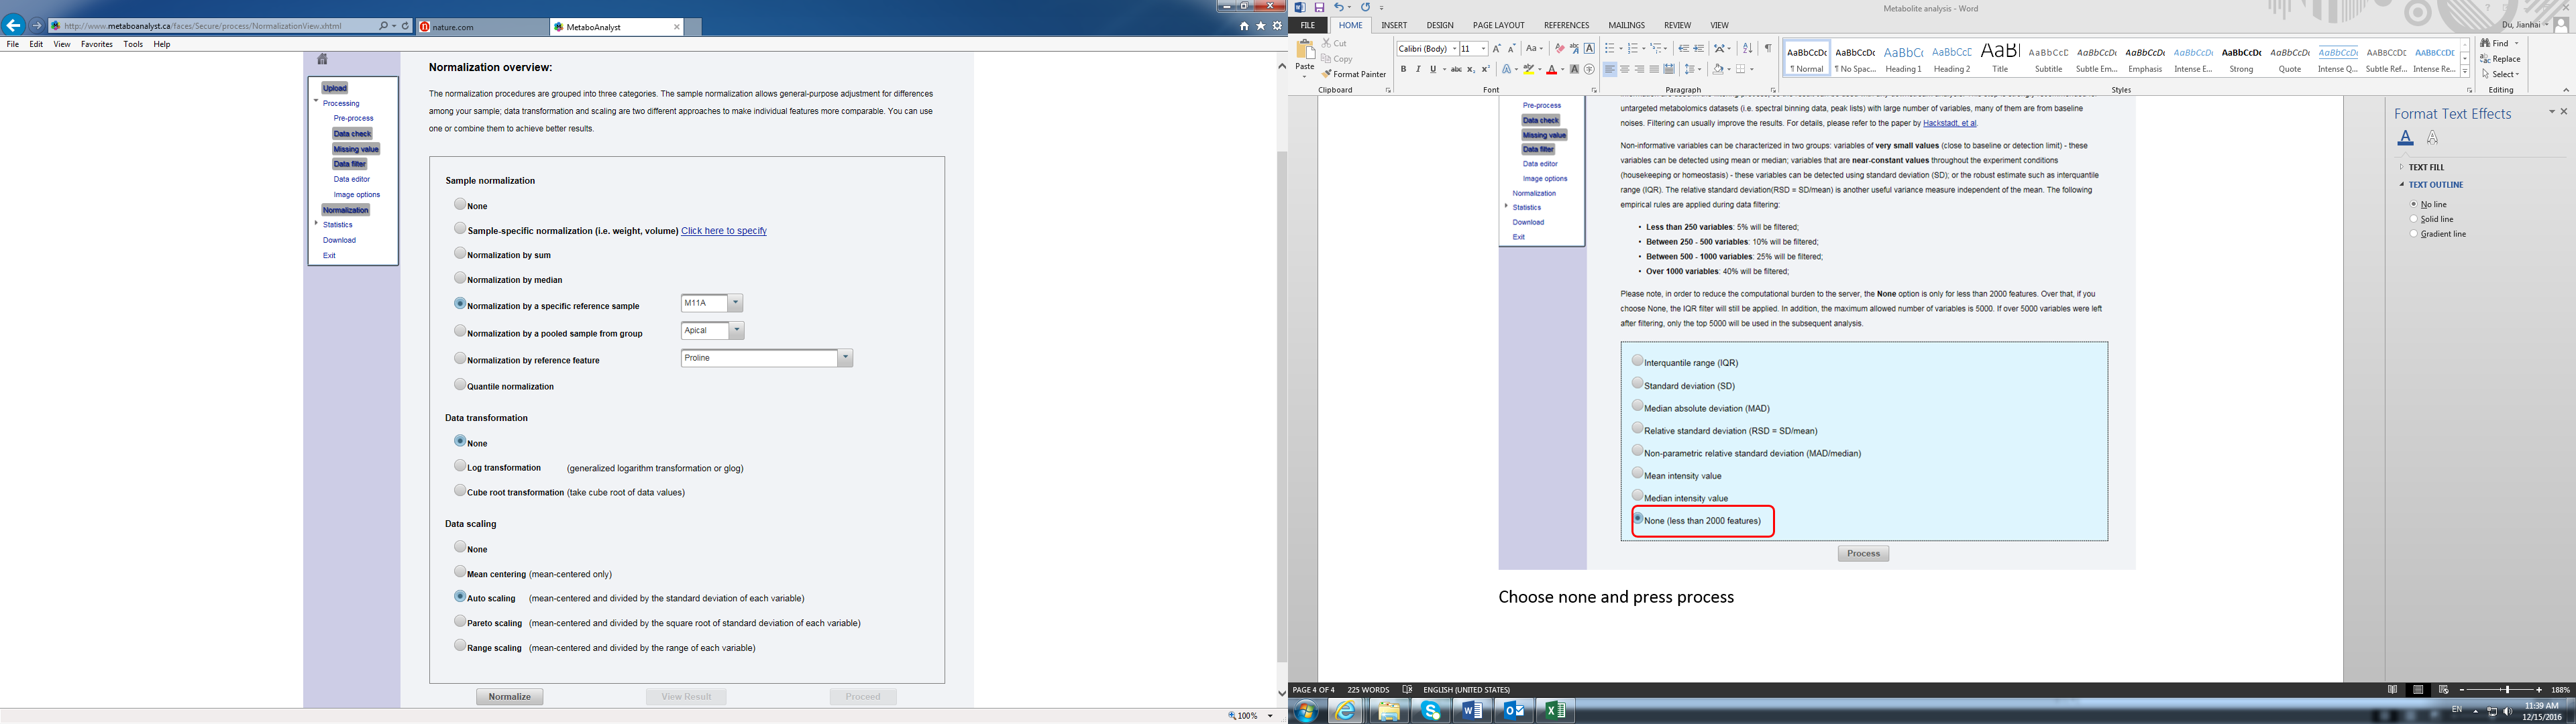 http://www.metaboanalyst.ca/faces/Secure/process/NormalizationView.xhtml
nature.com
MetaboAnalyst
File Edit View Favorites Tools Help
Upload
Processing
Pre-process
Data check
Missing value
Data filter
Data editor
Image options
Normalization
Statistics
Download
Exit
Normalization overview:
The normalization procedures are grouped into three categories. The sample normalization allows general-purpose adjustment for differences
among your sample; data transformation and scaling are two different approaches to make individual features more comparable. You can use
one or combine them to achieve better results.
Sample normalization
None
Sample-specific normalization (i.e. weight, volume) Click here to specify
Normalization by sum
Normalization by median
Normalization by a specific reference sample M11A
Normalization by a pooled sample from group Apical
Normalization by reference feature Proline
Quantile normalization
Data transformation
None
Log transformation (generalized logarithm transformation or glog)
Cube root transformation (take cube root of data values)
Data scaling
None
Mean centering (mean-centered only)
Auto scaling (mean-centered and divided by the standard deviation of each variable)
Pareto scaling (mean-centered and divided by the square root of standard deviation of each variable)
Range scaling (mean-centered and divided by the range of each variable)
Normalize View Result Proceed
100%
Metabolite analysis - Word
FILE HOME INSERT DESIGN PAGE LAYOUT REFERENCES MAILINGS REVIEW VIEW
Du, Jianhai
Paste
Cut
Copy
Format Painter
Clipboard
Calibri (Body) 11
Font
Paragraph
¶ Normal ¶ No Spac... Heading 1 Heading 2 Title Subtitle Subtle Em... Emphasis Intense E... Strong Quote Intense Q... Subtle Ref... Intense Re...
Styles
Find
Replace
Select
Editing
Pre-process
Data check
Missing value
Data filter
Data editor
Image options
Normalization
Statistics
Download
Exit
untargeted metabolomics datasets (i.e. spectral binning data, peak lists) with large number of variables, many of them are from baseline
noises. Filtering can usually improve the results. For details, please refer to the paper by Hackstadt, et al.
Non-informative variables can be characterized in two groups: variables of very small values (close to baseline or detection limit) - these
variables can be detected using mean or median; variables that are near-constant values throughout the experiment conditions
(housekeeping or homeostasis) - these variables can be detected using standard deviation (SD); or the robust estimate such as interquantile
range (IQR). The relative standard deviation(RSD = SD/mean) is another useful variance measure independent of the mean. The following
empirical rules are applied during data filtering:
• Less than 250 variables: 5% will be filtered;
• Between 250 - 500 variables: 10% will be filtered;
• Between 500 - 1000 variables: 25% will be filtered;
• Over 1000 variables: 40% will be filtered;
Please note, in order to reduce the computational burden to the server, the None option is only for less than 2000 features. Over that, if you
choose None, the IQR filter will still be applied. In addition, the maximum allowed number of variables is 5000. If over 5000 variables were left
after filtering, only the top 5000 will be used in the subsequent analysis.
Interquantile range (IQR)
Standard deviation (SD)
Median absolute deviation (MAD)
Relative standard deviation (RSD = SD/mean)
Non-parametric relative standard deviation (MAD/median)
Mean intensity value
Median intensity value
None (less than 2000 features)
Process
Choose none and press process
Format Text Effects
TEXT FILL
TEXT OUTLINE
No line
Solid line
Gradient line
PAGE 4 OF 4 225 WORDS ENGLISH (UNITED STATES)
188%
EN
11:39 AM
12/15/2016